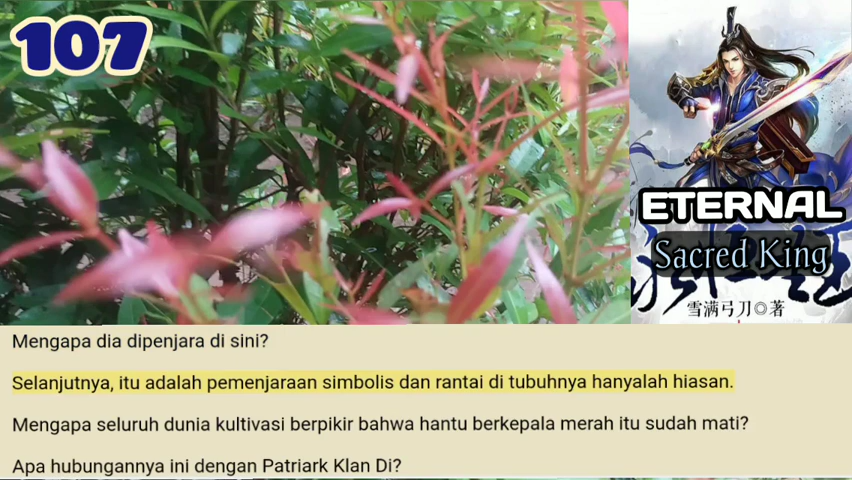 107
ETERNAL
Sacred King
雪满弓刀◎著
Mengapa dia dipenjara di sini?
Selanjutnya, itu adalah pemenjaraan simbolis dan rantai di tubuhnya hanyalah hiasan.
Mengapa seluruh dunia kultivasi berpikir bahwa hantu berkepala merah itu sudah mati?
Apa hubungannya ini dengan Patriark Klan Di?